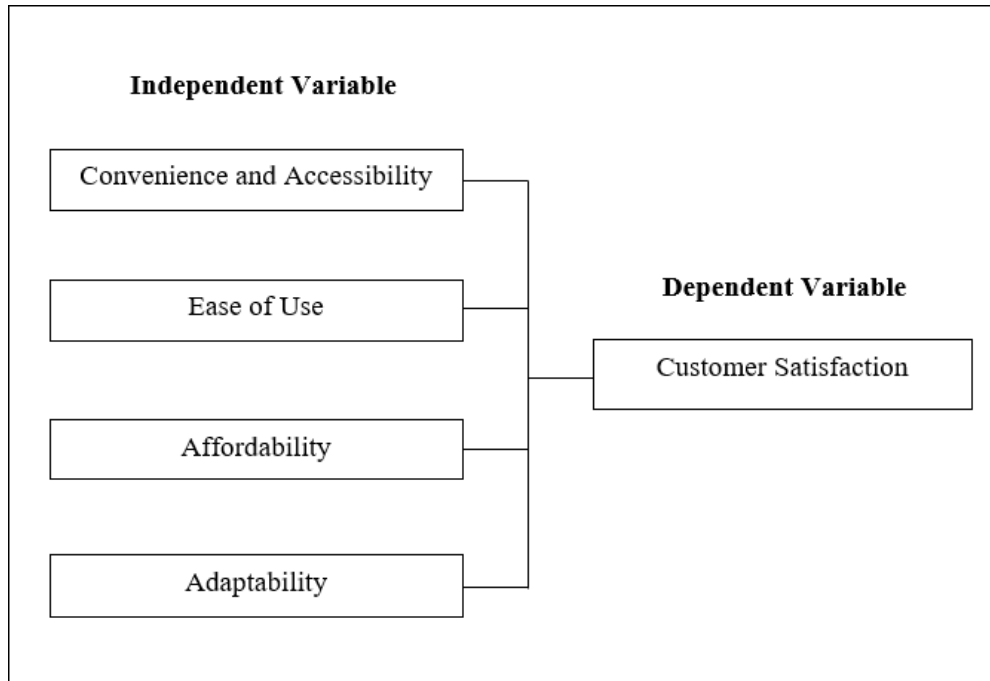 Independent Variable
Convenience and Accessibility
Ease of Use
Affordability
Adaptability
Dependent Variable
Customer Satisfaction